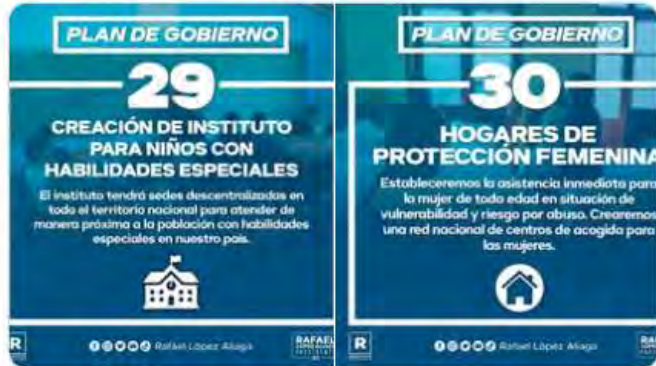 PLAN DE GOBIERNO
29
CREACIÓN DE INSTITUTO
PARA NIÑOS CON
HABILIDADES ESPECIALES
El instituto tendrá sedes descentralizadas en
todo el territorio nacional para atender de
manera próxima a la población con habilidades
especiales en nuestro país.
R
Rafael López Aliaga
RAFAEL
PLAN DE GOBIERNO
30
HOGARES DE
PROTECCIÓN FEMENINA
Estableceremos la asistencia inmediata para
la mujer de toda edad en situación de
vulnerabilidad y riesgo por abuso. Crearemos
una red nacional de centros de acogida para
las mujeres.
R
Rafael López Aliaga